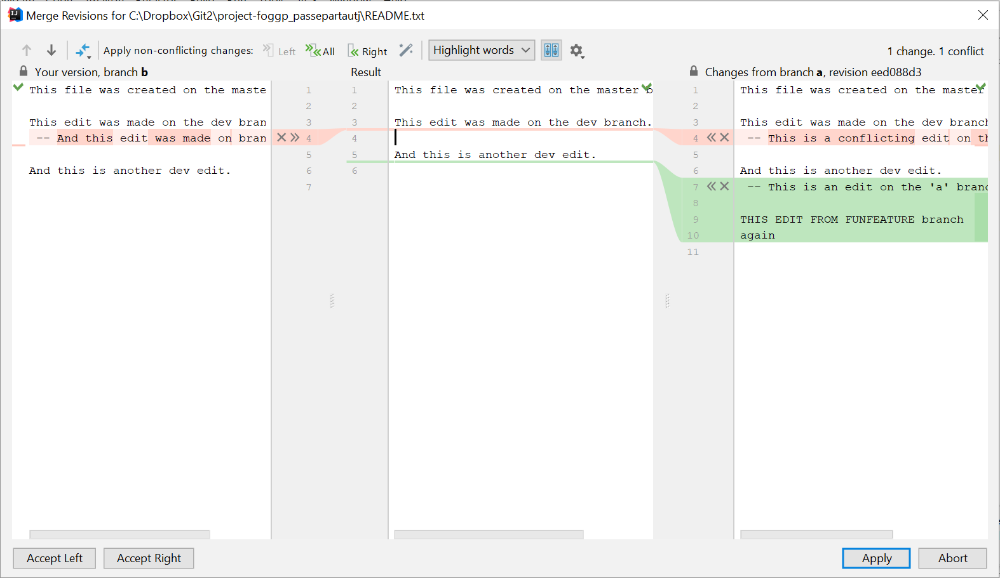 Merge Revisions for C:\Dropbox\Git2\project-foggp_passepartautj\README.txt
Apply non-conflicting changes: Left All Right Highlight words 1 change. 1 conflict
Your version, branch b Result Changes from branch a, revision eed088d3
This file was created on the maste 1 1 This file was created on the master b 1 This file was created on the master
2 2 2
This edit was made on the dev bran 3 3 This edit was made on the dev branch. 3 This edit was made on the dev branch
-- And this edit was made on bran 4 4 4 -- This is a conflicting edit on th
5 5 And this is another dev edit. 5
And this is another dev edit. 6 6 6 And this is another dev edit.
7 7 -- This is an edit on the 'a' branc
8
9 THIS EDIT FROM FUNFEATURE branch
10 again
11
Accept Left Accept Right Apply Abort